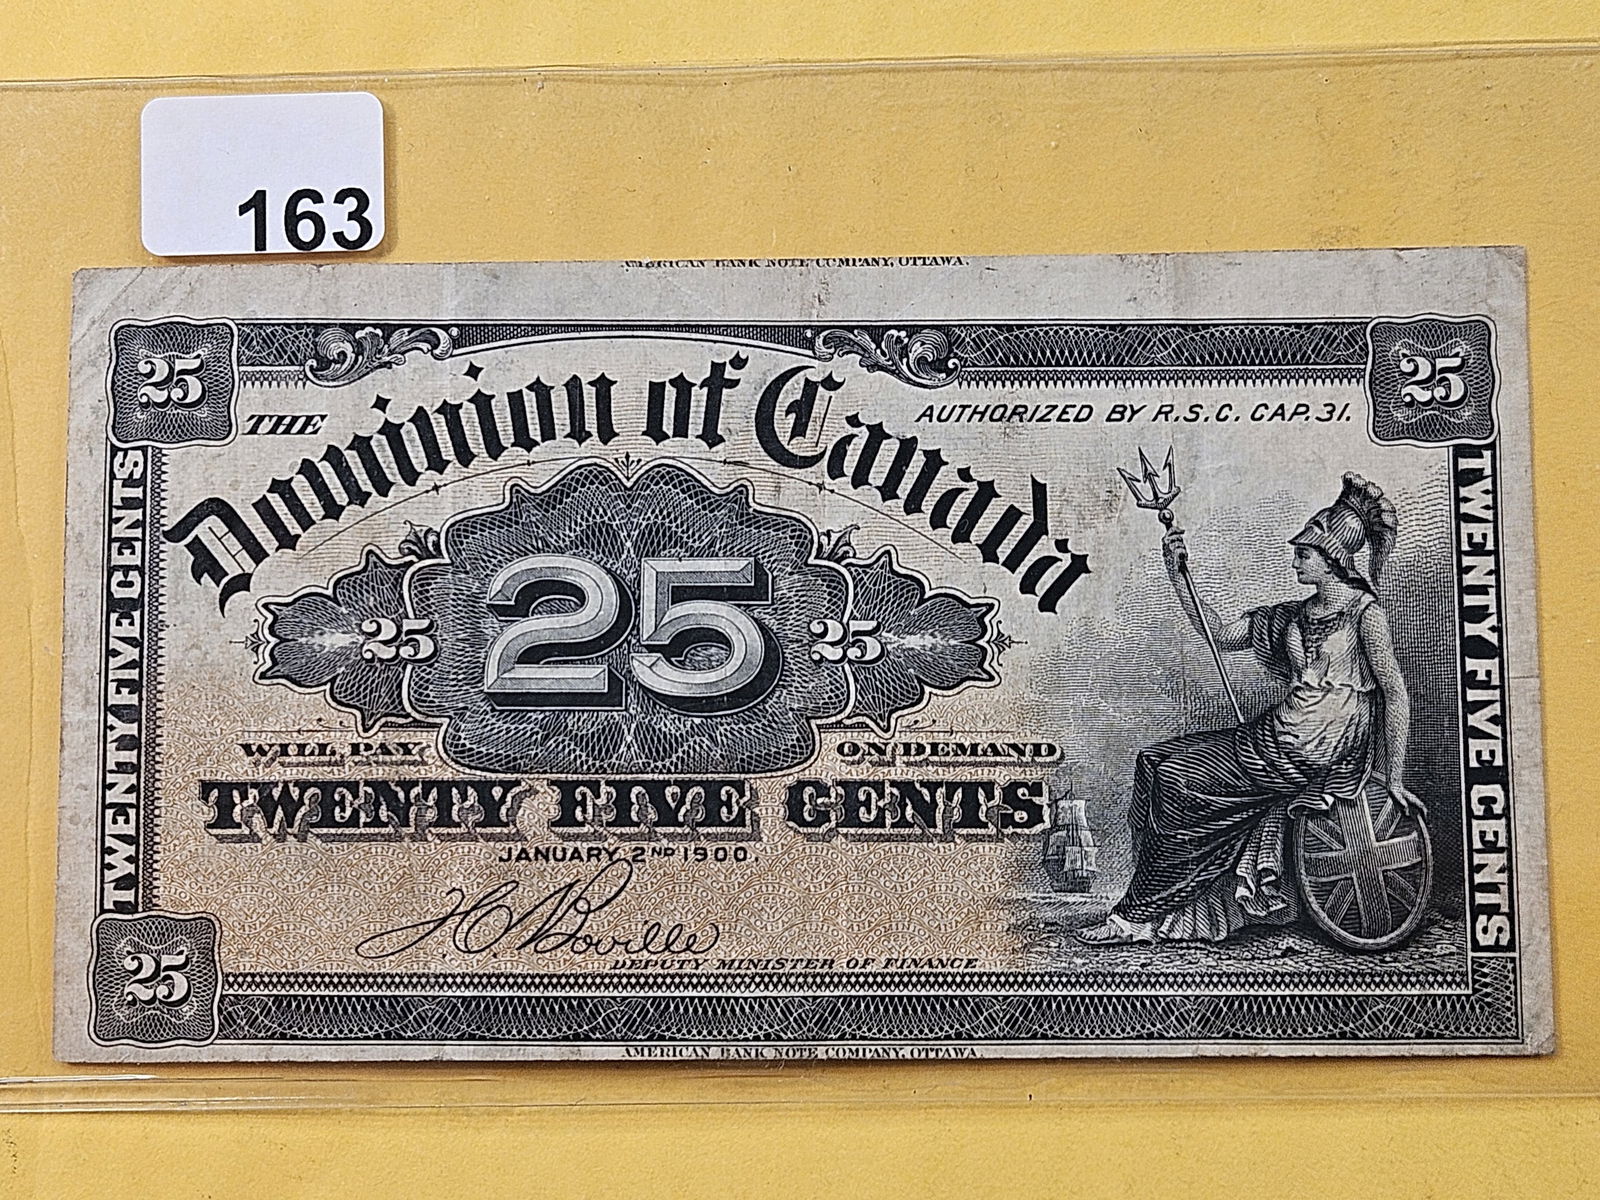 163
AMERICAN BANK NOTE COMPANY, OTTAWA.
25
25
THE Dominion of Canada
AUTHORIZED BY R.S.C. CAP. 31.
TWENTY FIVE CENTS
TWENTY FIVE CENTS
25 25 25
WILL PAY ON DEMAND
TWENTY FIVE CENTS
JANUARY 2ND 1900.
H C Boville
DEPUTY MINISTER OF FINANCE
25
AMERICAN BANK NOTE COMPANY, OTTAWA.